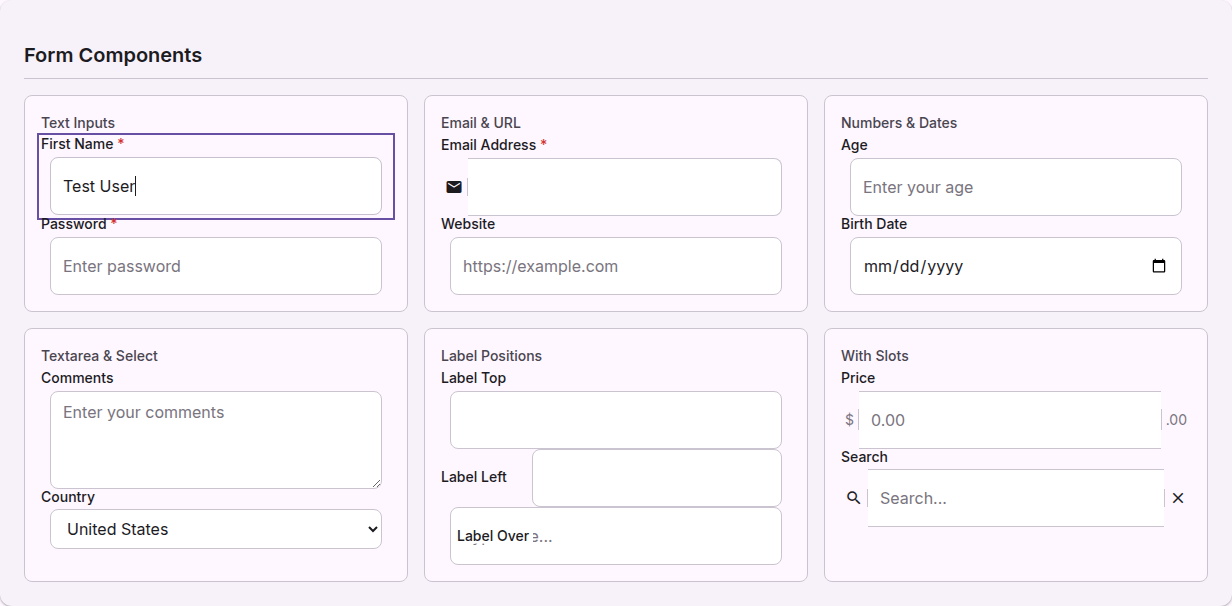 Form Components
Text Inputs
First Name *
Test User
Password *
Enter password
Email & URL
Email Address *
Website
https://example.com
Numbers & Dates
Age
Enter your age
Birth Date
mm/dd/yyyy
Textarea & Select
Comments
Enter your comments
Country
United States
Label Positions
Label Top
Label Left
Label Over e...
With Slots
Price
$ 0.00 .00
Search
Search...